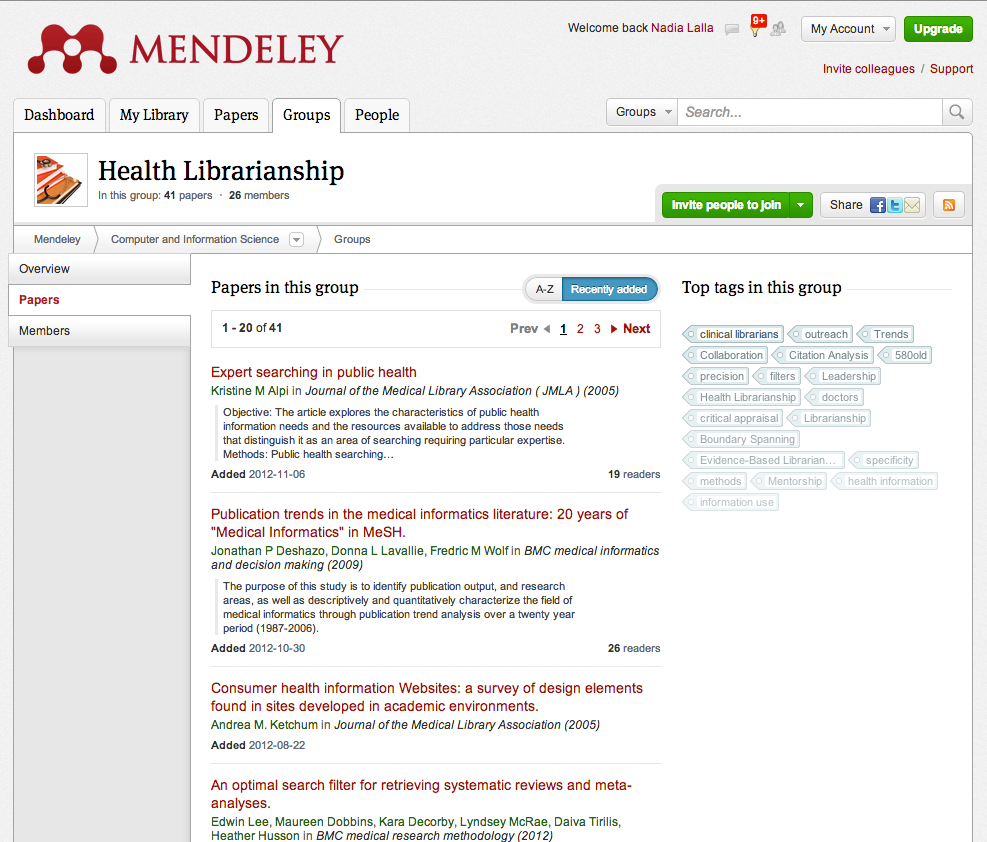 MENDELEY
Welcome back Nadia Lalla
9+
My Account
Upgrade
Invite colleagues / Support
Dashboard
My Library
Papers
Groups
People
Groups
Search...
Health Librarianship
In this group: 41 papers · 26 members
Invite people to join
Share
Mendeley
Computer and Information Science
Groups
Overview
Papers
Members
Papers in this group
A-Z
Recently added
1 - 20 of 41
Prev 1 2 3 Next
Expert searching in public health
Kristine M Alpi in Journal of the Medical Library Association ( JMLA ) (2005)
Objective: The article explores the characteristics of public health
information needs and the resources available to address those needs
that distinguish it as an area of searching requiring particular expertise.
Methods: Public health searching…
Added 2012-11-06
19 readers
Publication trends in the medical informatics literature: 20 years of
"Medical Informatics" in MeSH.
Jonathan P Deshazo, Donna L Lavallie, Fredric M Wolf in BMC medical informatics
and decision making (2009)
The purpose of this study is to identify publication output, and research
areas, as well as descriptively and quantitatively characterize the field of
medical informatics through publication trend analysis over a twenty year
period (1987-2006).
Added 2012-10-30
26 readers
Consumer health information Websites: a survey of design elements
found in sites developed in academic environments.
Andrea M. Ketchum in Journal of the Medical Library Association (2005)
Added 2012-08-22
An optimal search filter for retrieving systematic reviews and meta-
analyses.
Edwin Lee, Maureen Dobbins, Kara Decorby, Lyndsey McRae, Daiva Tirilis,
Heather Husson in BMC medical research methodology (2012)
Top tags in this group
clinical librarians
outreach
Trends
Collaboration
Citation Analysis
580old
precision
filters
Leadership
Health Librarianship
doctors
critical appraisal
Librarianship
Boundary Spanning
Evidence-Based Librarian…
specificity
methods
Mentorship
health information
information use